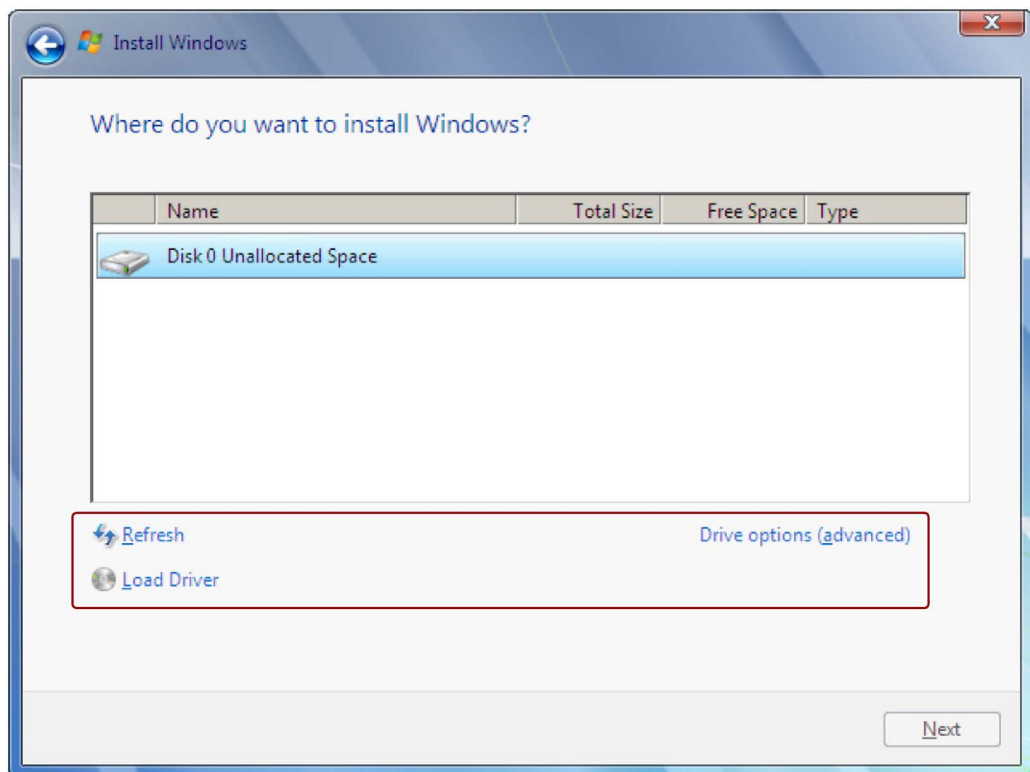 Install Windows
Where do you want to install Windows?
Name Total Size Free Space Type
Disk 0 Unallocated Space
Refresh Drive options (advanced)
Load Driver
Next